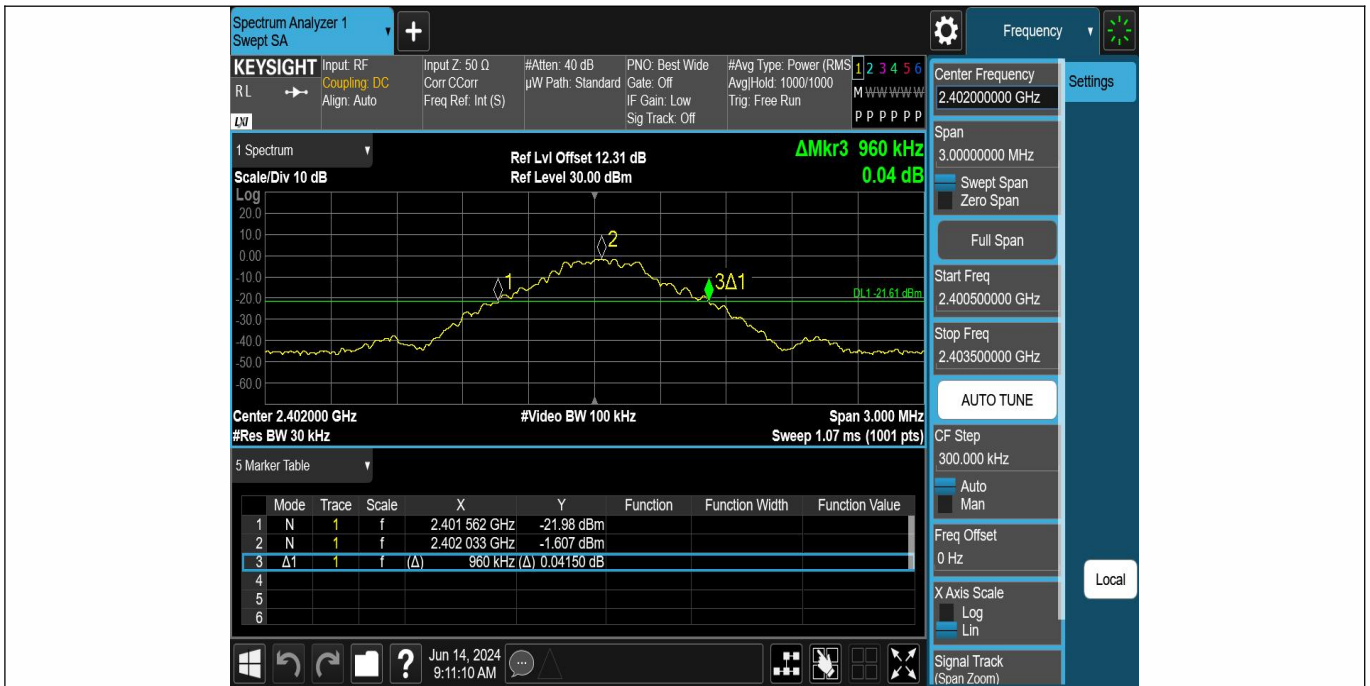 Spectrum Analyzer 1
Swept SA
+
Frequency
KEYSIGHT
RL
LXI
Input: RF
Coupling: DC
Align: Auto
Input Z: 50 Ω
Corr CCorr
Freq Ref: Int (S)
#Atten: 40 dB
µW Path: Standard
PNO: Best Wide
Gate: Off
IF Gain: Low
Sig Track: Off
#Avg Type: Power (RMS
Avg|Hold: 1000/1000
Trig: Free Run
1 2 3 4 5 6
M W W W W W
P P P P P P
Center Frequency
2.402000000 GHz
Settings
Span
3.00000000 MHz
Swept Span
Zero Span
Full Span
Start Freq
2.400500000 GHz
Stop Freq
2.403500000 GHz
AUTO TUNE
CF Step
300.000 kHz
Auto
Man
Freq Offset
0 Hz
X Axis Scale
Log
Lin
Signal Track
(Span Zoom)
Local
1 Spectrum
Scale/Div 10 dB
Ref Lvl Offset 12.31 dB
Ref Level 30.00 dBm
ΔMkr3 960 kHz
0.04 dB
Log
20.0
10.0
0.00
-10.0
-20.0
-30.0
-40.0
-50.0
-60.0
1
2
3Δ1
DL1 -21.61 dBm
Center 2.402000 GHz
#Video BW 100 kHz
Span 3.000 MHz
#Res BW 30 kHz
Sweep 1.07 ms (1001 pts)
5 Marker Table
Mode Trace Scale X Y Function Function Width Function Value
1 N 1 f 2.401 562 GHz -21.98 dBm
2 N 1 f 2.402 033 GHz -1.607 dBm
3 Δ1 1 f (Δ) 960 kHz (Δ) 0.04150 dB
4
5
6
?
Jun 14, 2024
9:11:10 AM